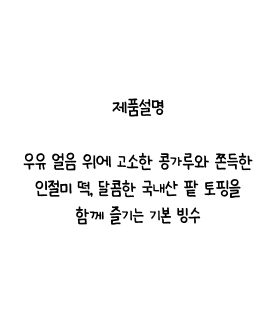 제품설명
우유 얼음 위에 고소한 콩가루와 쫀득한
인절미 떡, 달콤한 국내산 팥 토핑을
함께 즐기는 기본 빙수